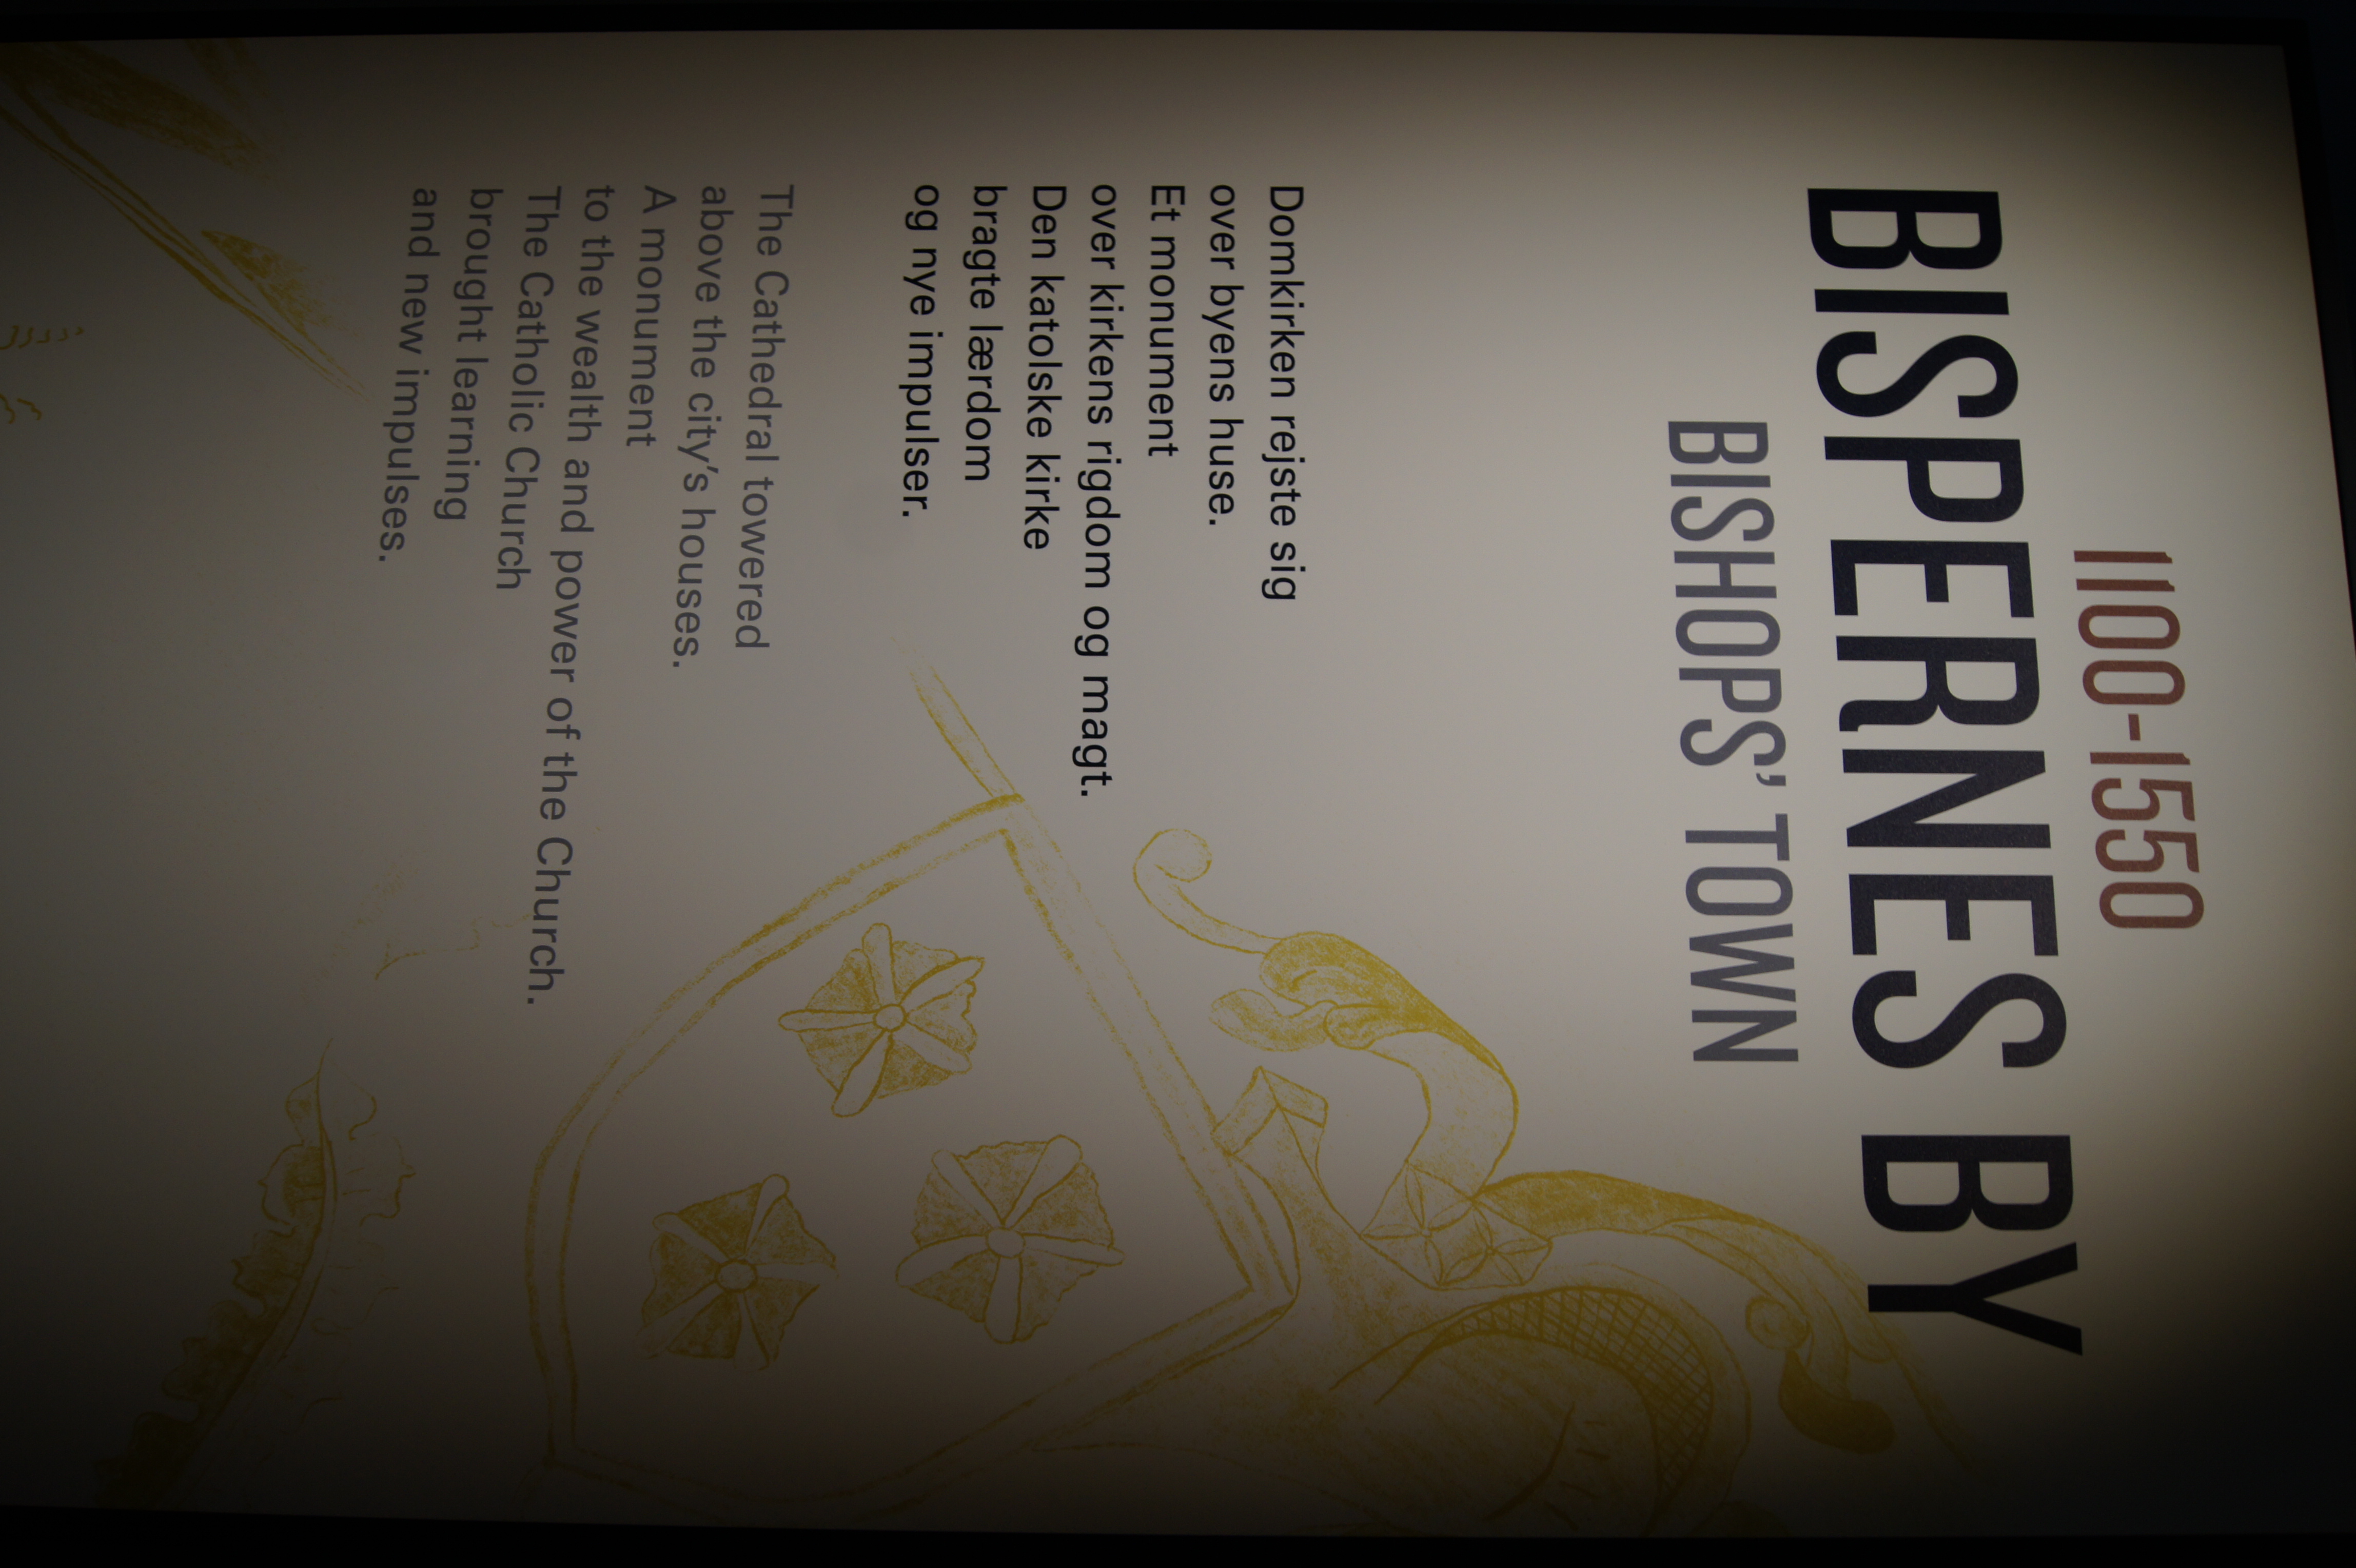 1100-1550
BISPERNES BY
BISHOPS’ TOWN
Domkirken rejste sig
over byens huse.
Et monument
over kirkens rigdom og magt.
Den katolske kirke
bragte lærdom
og nye impulser.
The Cathedral towered
above the city’s houses.
A monument
to the wealth and power of the Church.
The Catholic Church
brought learning
and new impulses.